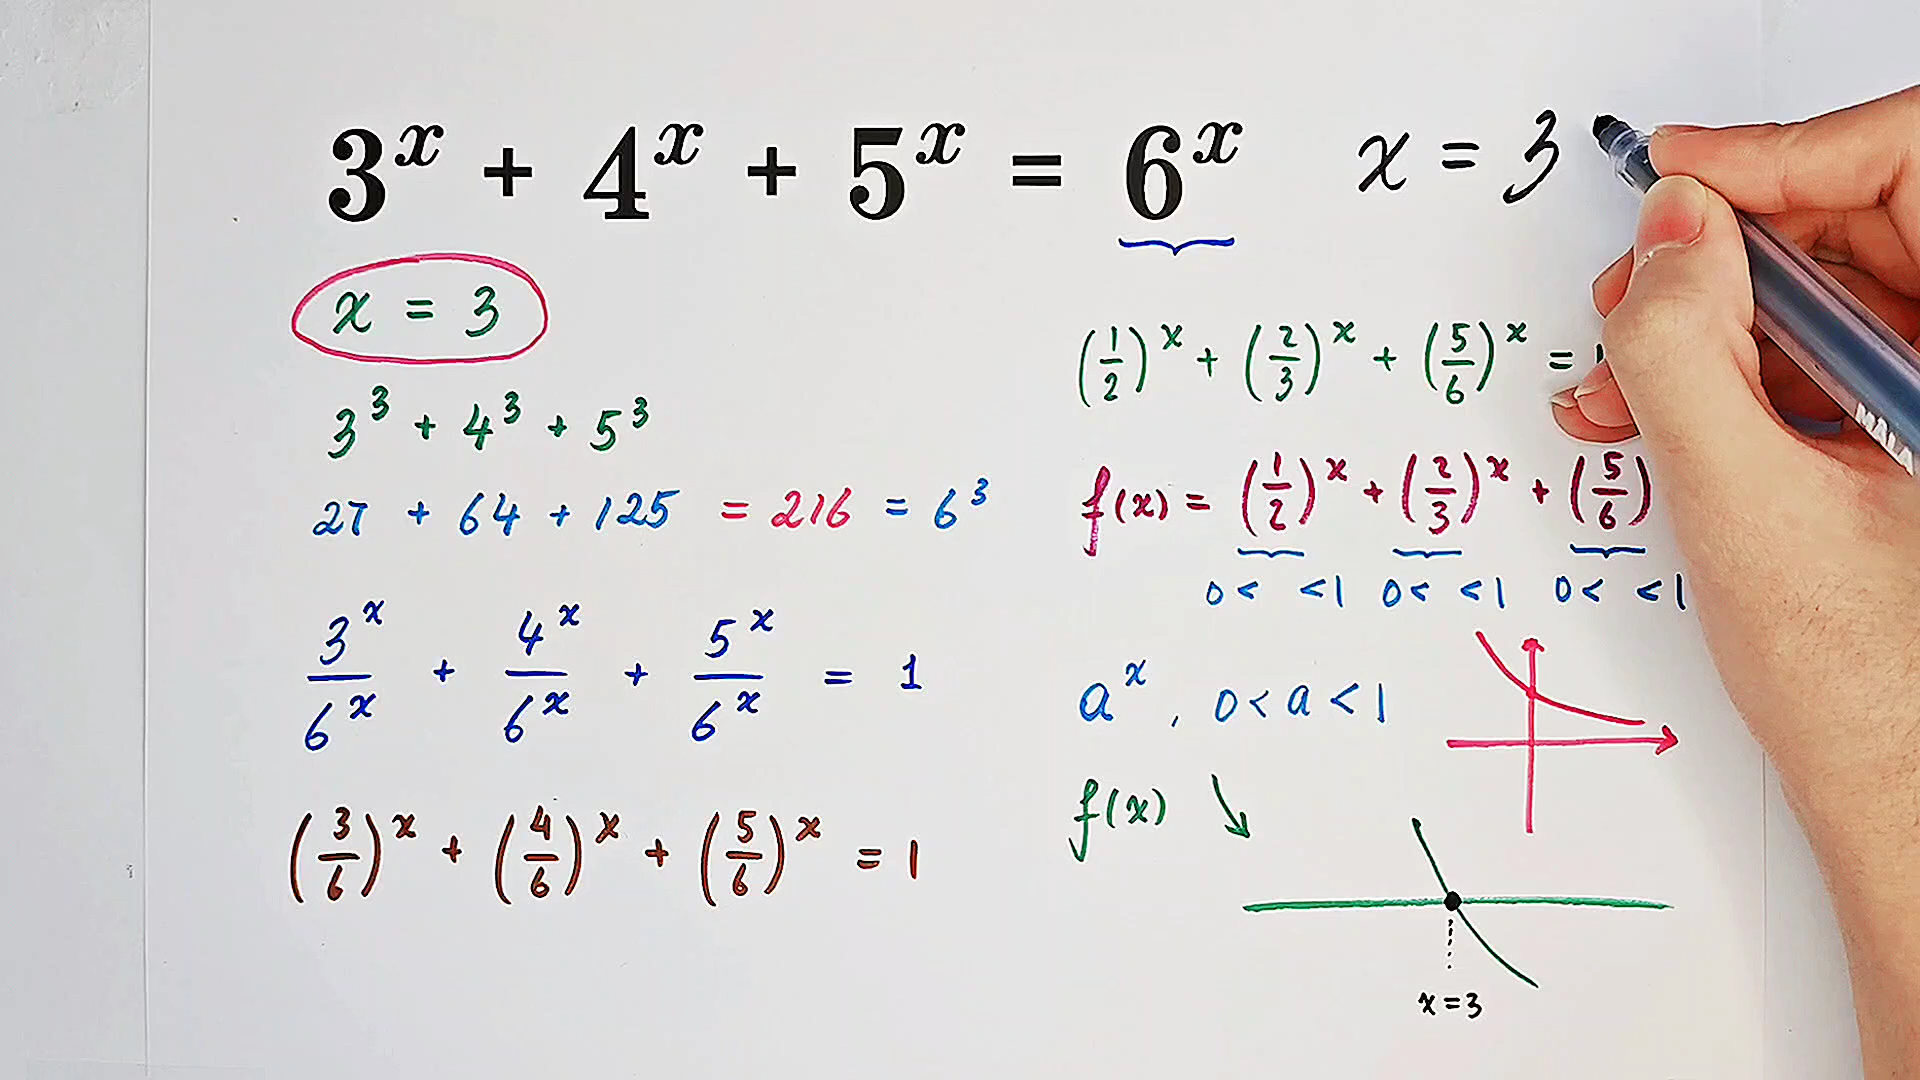 3^x + 4^x + 5^x = 6^x
x = 3
x = 3
3^3 + 4^3 + 5^3
27 + 64 + 125 = 216 = 6^3
3^x/6^x + 4^x/6^x + 5^x/6^x = 1
(3/6)^x + (4/6)^x + (5/6)^x = 1
(1/2)^x + (2/3)^x + (5/6)^x =
f(x) = (1/2)^x + (2/3)^x + (5/6)
0 < < 1 0 < < 1 0 < < 1
a^x , 0 < a < 1
f(x) ↘
x = 3